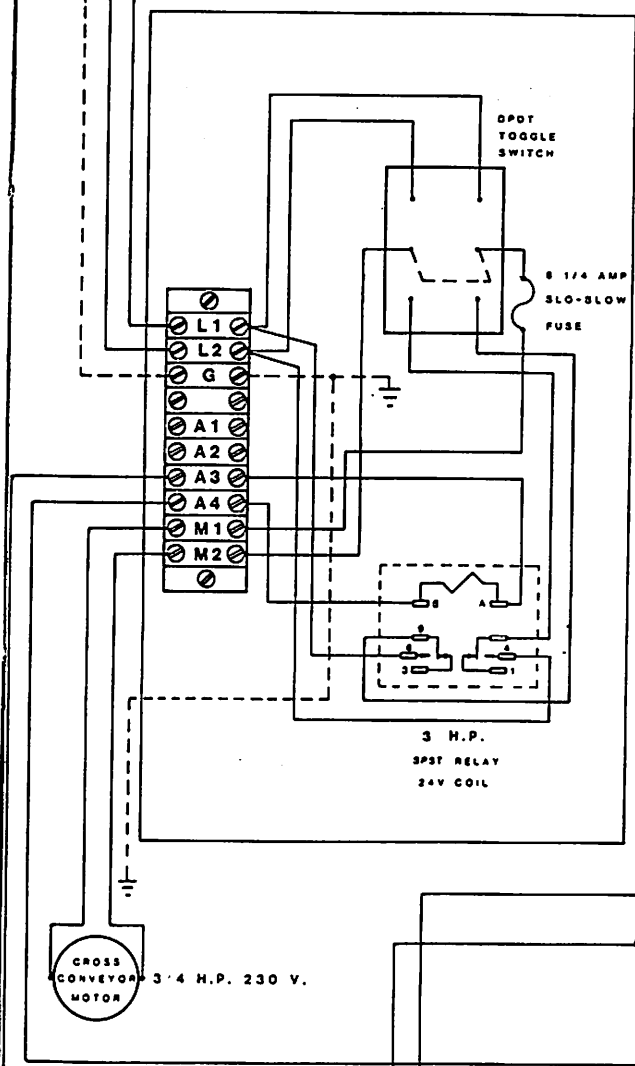 DPDT
TOGGLE
SWITCH
6 1/4 AMP
SLO-BLOW
FUSE
L1
L2
G
A1
A2
A3
A4
M1
M2
B A
9
6 4
3 1
3 H.P.
24V COIL
RELAY
CROSS
CONVEYOR
MOTOR
3/4 H.P. 230 V.